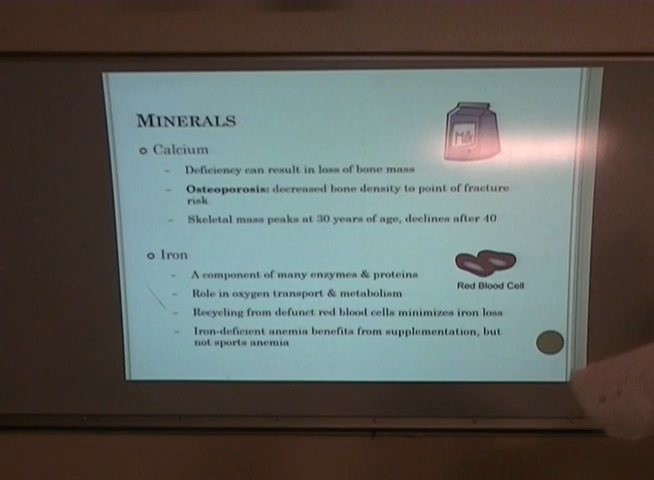 MINERALS
Calcium
Milk
– Deficiency can result in loss of bone mass
– Osteoporosis: decreased bone density to point of fracture
risk
– Skeletal mass peaks at 30 years of age, declines after 40
Iron
– A component of many enzymes & proteins
Red Blood Cell
– Role in oxygen transport & metabolism
– Recycling from defunct red blood cells minimizes iron loss
– Iron-deficient anemia benefits from supplementation, but
not sports anemia